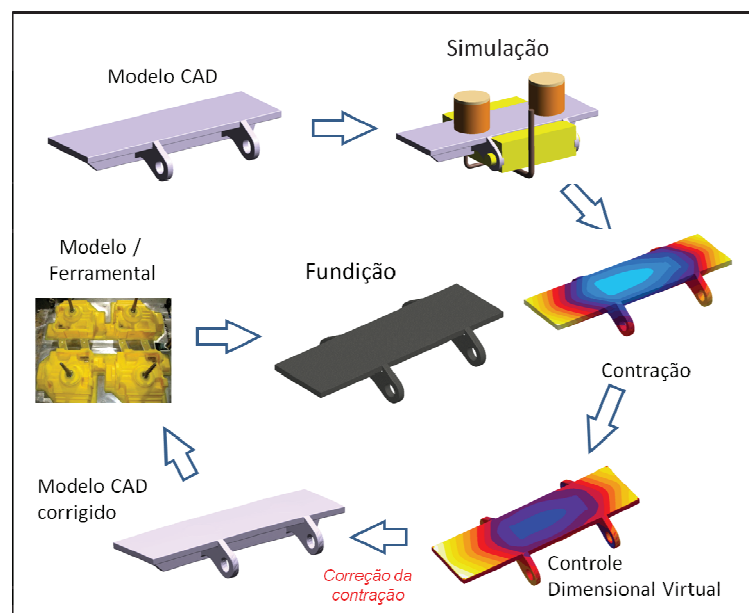 Modelo CAD
Simulação
Modelo /
Ferramental
Fundição
Contração
Modelo CAD
corrigido
Correção da
contração
Controle
Dimensional Virtual